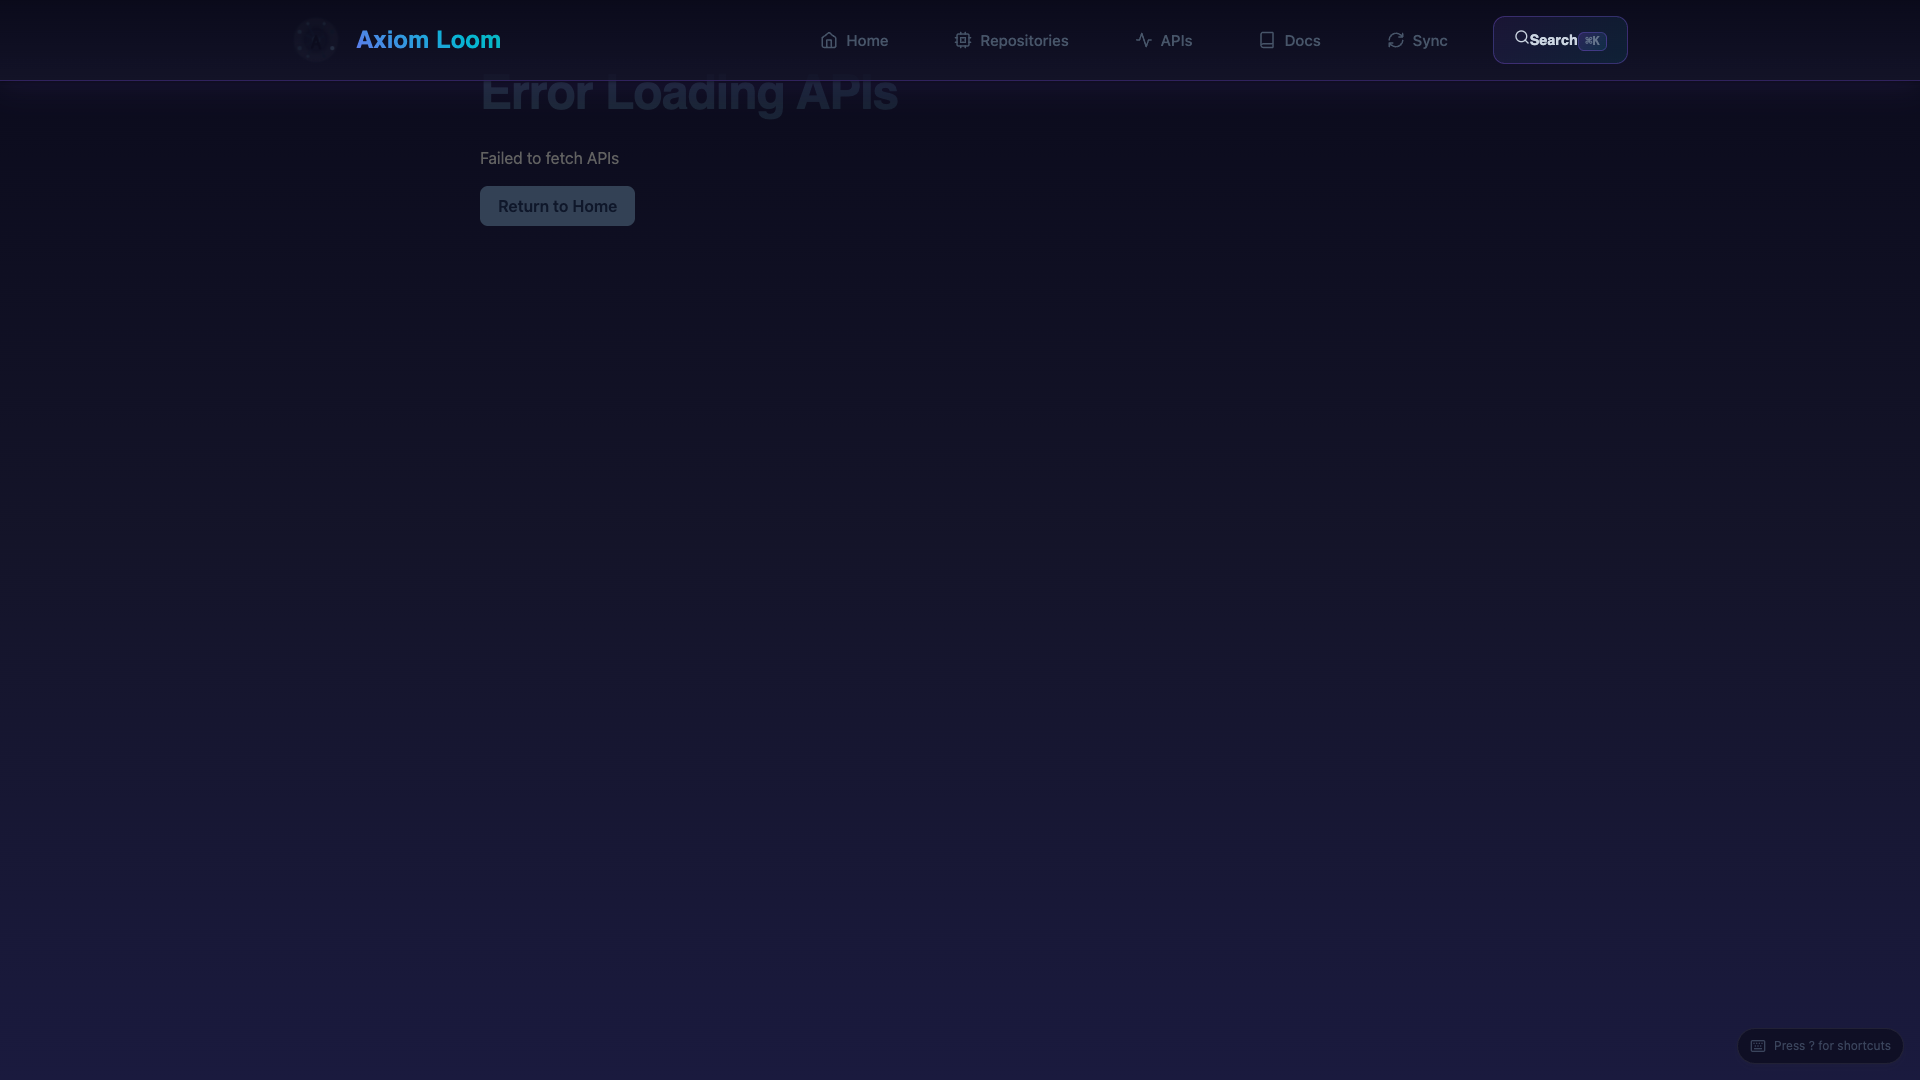 Axiom Loom
Home
Repositories
APIs
Docs
Sync
Search ⌘K
Error Loading APIs
Failed to fetch APIs
Return to Home
Press ? for shortcuts